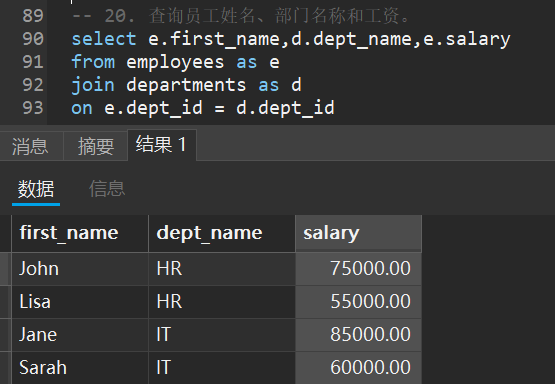 89 -- 20. 查询员工姓名、部门名称和工资。
90 select e.first_name,d.dept_name,e.salary
91 from employees as e
92 join departments as d
93 on e.dept_id = d.dept_id
消息 摘要 结果 1
数据 信息
first_name dept_name salary
John HR 75000.00
Lisa HR 55000.00
Jane IT 85000.00
Sarah IT 60000.00